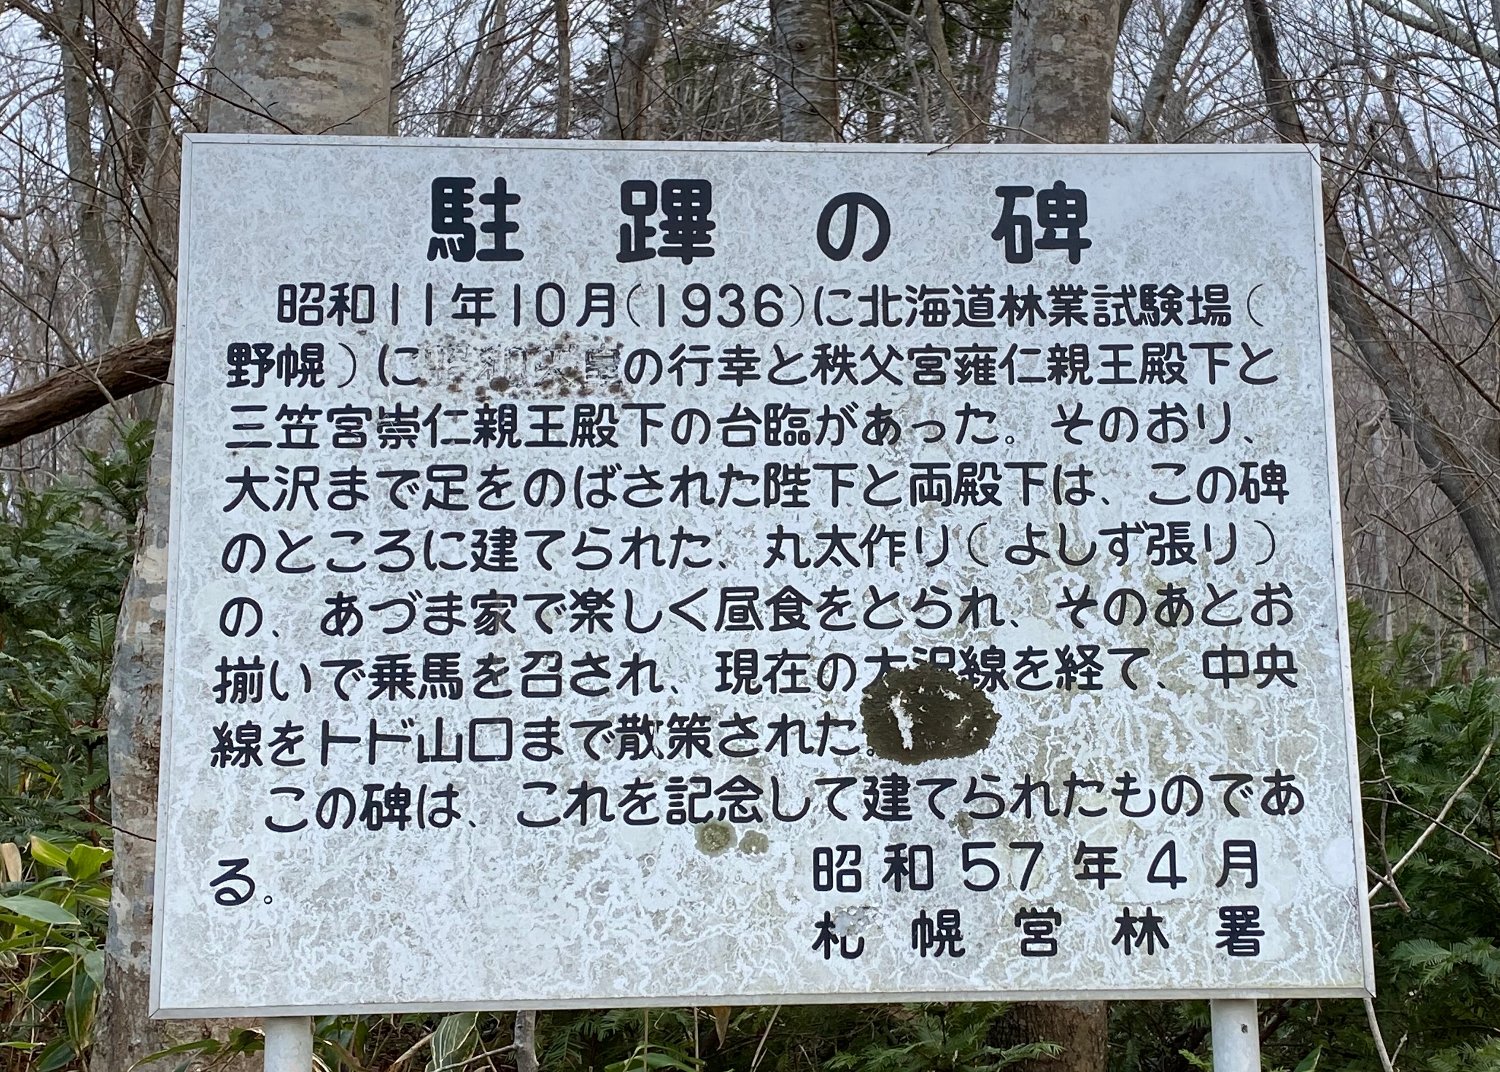 駐蹕の碑
昭和11年10月(1936)に北海道林業試験場(
野幌)にの行幸と秩父宮雍仁親王殿下と
三笠宮崇仁親王殿下の台臨があった。そのおり、
大沢まで足をのばされた陛下と両殿下は、この碑
のところに建てられた、丸太作り(よしず張り)
の、あづま家で楽しく昼食をとられ、そのあとお
揃いで乗馬を召され、現在の大沢線を経て、中央
線をトド山口まで散策された。
この碑は、これを記念して建てられたものであ
る。
昭和57年4月
札幌営林署